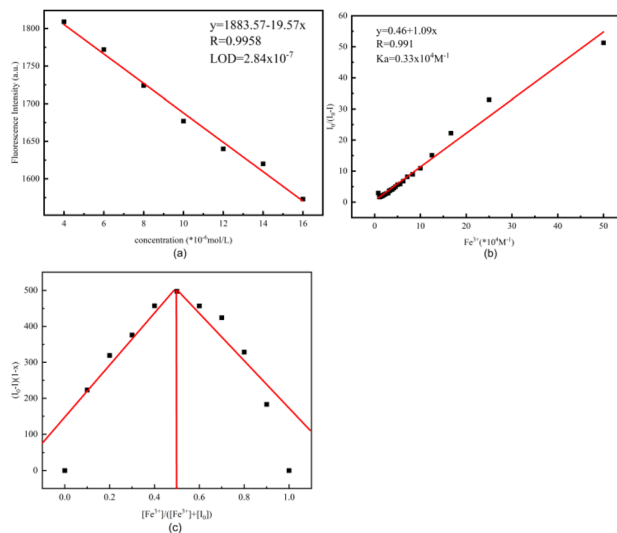 y=1883.57-19.57x
R=0.9958
LOD=2.84x10⁻⁷
1800
1750
1700
1650
1600
Fluorescence Intensity (a.u.)
4 6 8 10 12 14 16
concentration (*10⁻⁶mol/L)
(a)
y=0.46+1.09x
R=0.991
Ka=0.33x10⁴M⁻¹
60
50
40
30
20
10
0
I₀/(I₀-I)
0 10 20 30 40 50
Fe³⁺(*10⁴M⁻¹)
(b)
500
400
300
200
100
0
(I₀-I)(1-x)
0.0 0.2 0.4 0.6 0.8 1.0
[Fe³⁺]/([Fe³⁺]+[I₀])
(c)